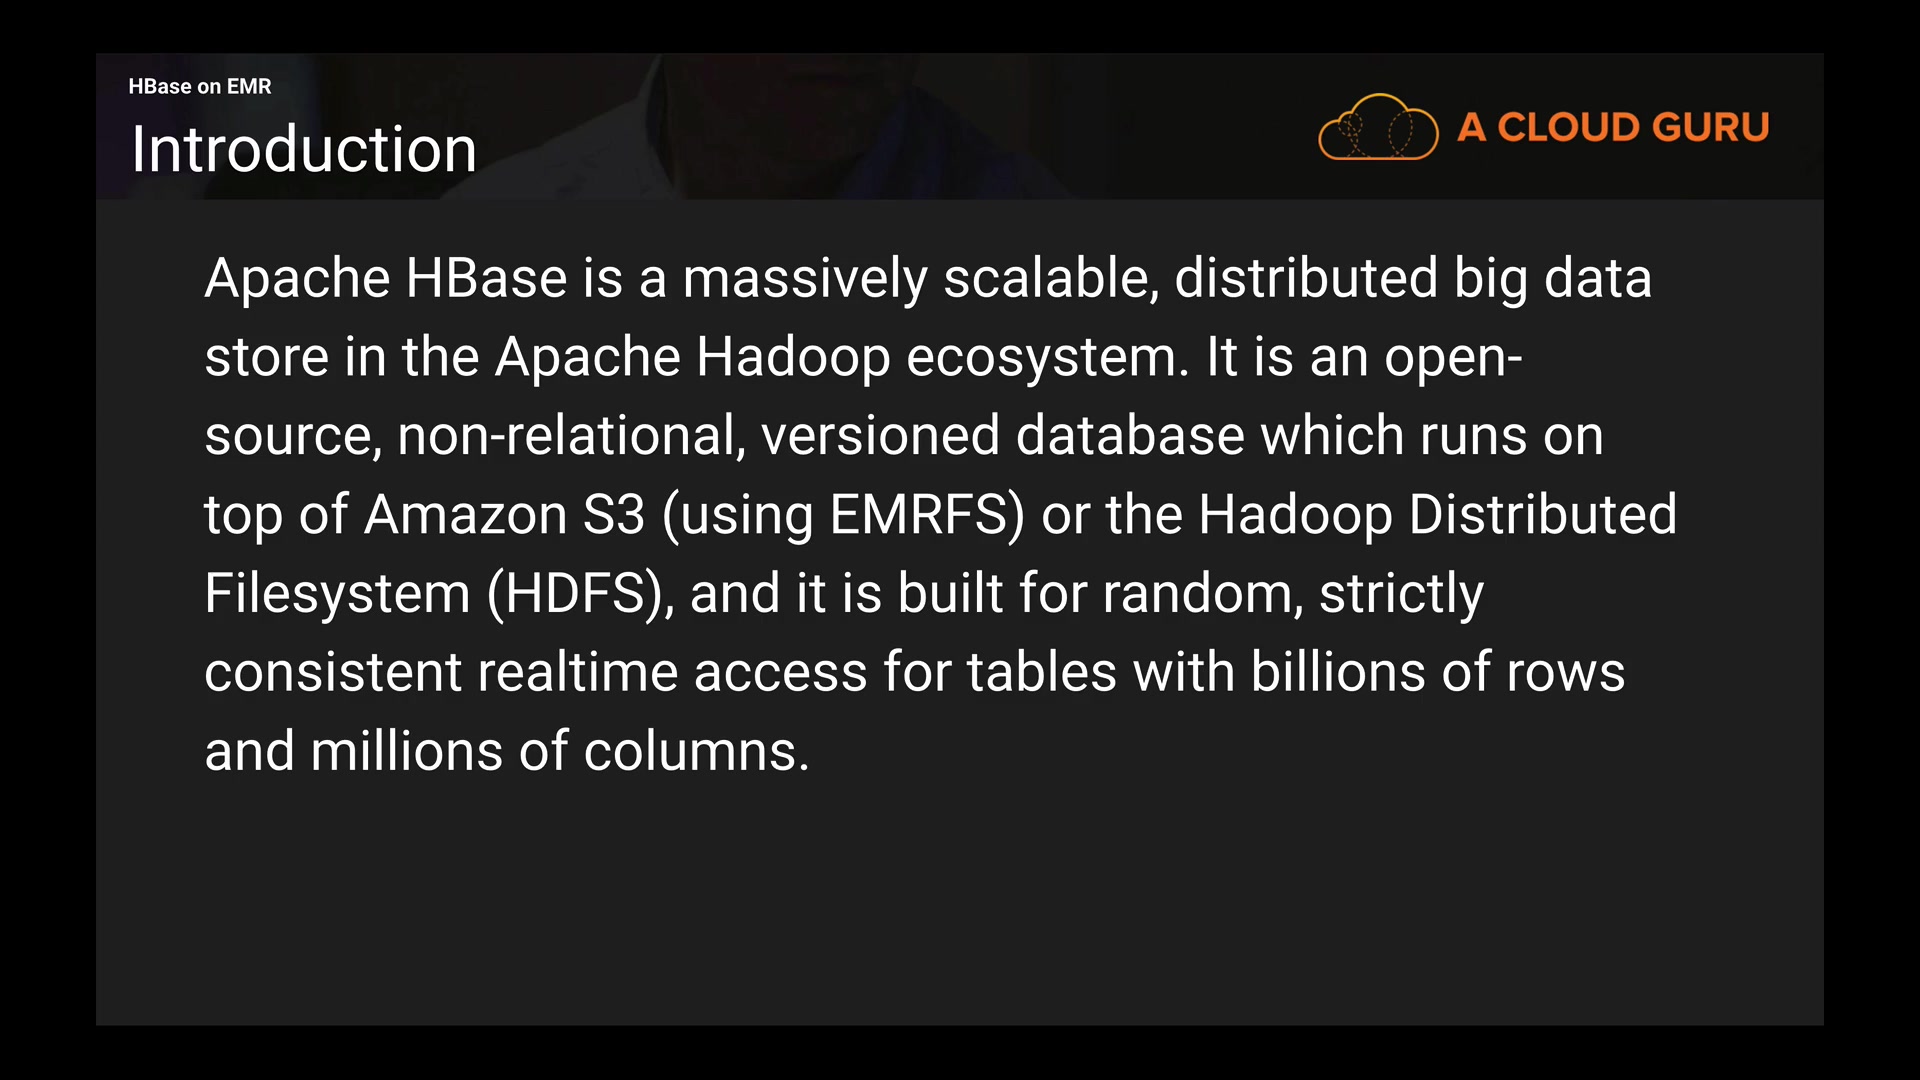 HBase on EMR
Introduction
A CLOUD GURU
Apache HBase is a massively scalable, distributed big data
store in the Apache Hadoop ecosystem. It is an open-
source, non-relational, versioned database which runs on
top of Amazon S3 (using EMRFS) or the Hadoop Distributed
Filesystem (HDFS), and it is built for random, strictly
consistent realtime access for tables with billions of rows
and millions of columns.